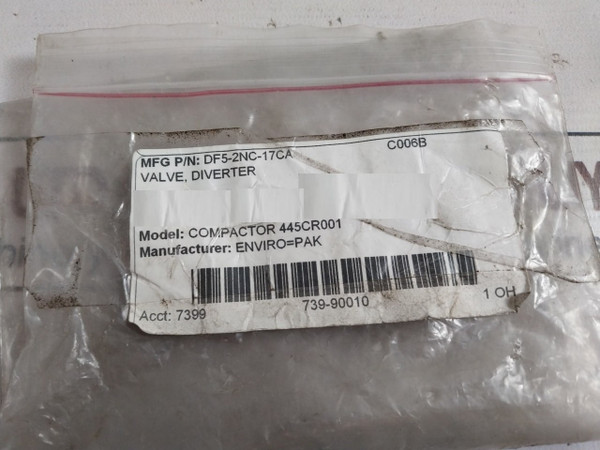 MFG P/N: DF5-2NC-17CA C006B
VALVE, DIVERTER
Model: COMPACTOR 445CR001
Manufacturer: ENVIRO=PAK
Acct: 7399 739-90010 1 OH